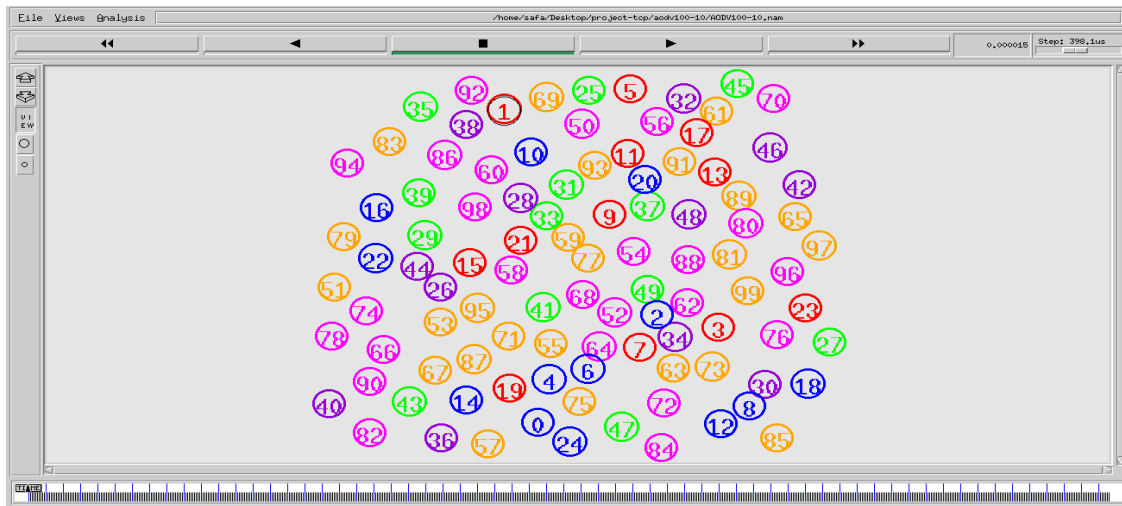 File Views Analysis /home/safa/Desktop/project-tcp/aodv100-10/AODV100-10.nam
0.000015 Step: 398.1us
VI
EW
92 69 25 5 32 45 70
35 1 61
38 50 56 17
83 10 11 46
94 86 60 93 91 13
39 28 31 20 89 42
16 98 33 9 37 48 80 65
79 29 21 59 97
22 44 15 58 77 54 88 81 96
51 26 68 49 99
74 95 41 52 2 62 23
78 53 71 55 34 3 76 27
66 87 64 7
67 6 63 73
90 19 4 30 18
40 43 14 75 72 8
0 47 12
82 36 57 24 84 85
TIME